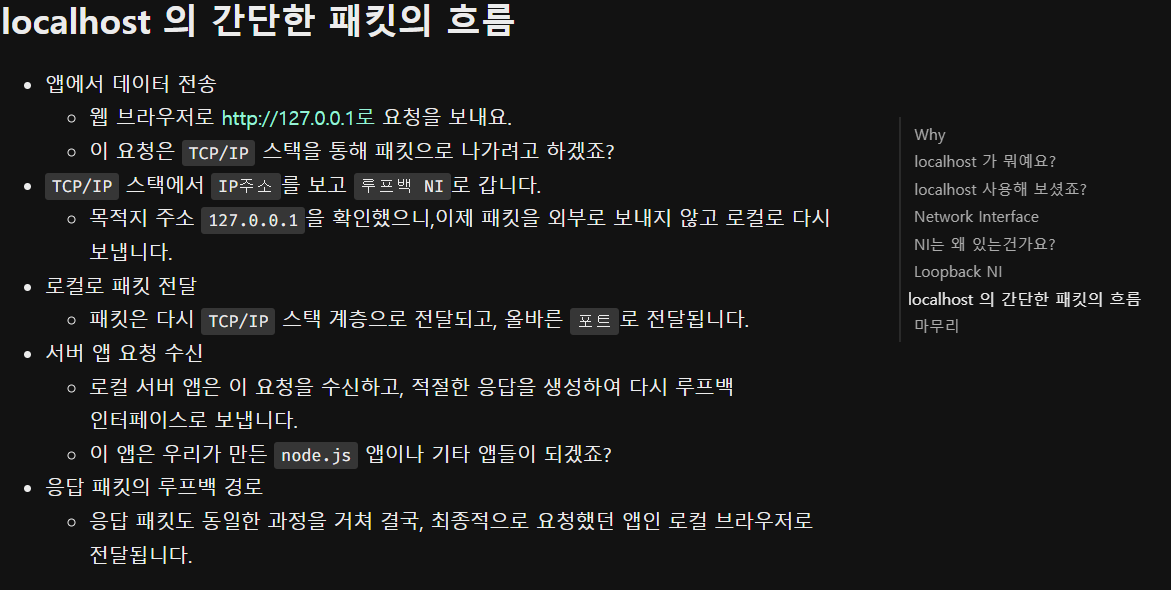 localhost 의 간단한 패킷의 흐름
앱에서 데이터 전송
웹 브라우저로 http://127.0.0.1로 요청을 보내요.
이 요청은 TCP/IP 스택을 통해 패킷으로 나가려고 하겠죠?
TCP/IP 스택에서 IP주소를 보고 루프백 NI로 갑니다.
목적지 주소 127.0.0.1을 확인했으니,이제 패킷을 외부로 보내지 않고 로컬로 다시
보냅니다.
로컬로 패킷 전달
패킷은 다시 TCP/IP 스택 계층으로 전달되고, 올바른 포트로 전달됩니다.
서버 앱 요청 수신
로컬 서버 앱은 이 요청을 수신하고, 적절한 응답을 생성하여 다시 루프백
인터페이스로 보냅니다.
이 앱은 우리가 만든 node.js 앱이나 기타 앱들이 되겠죠?
응답 패킷의 루프백 경로
응답 패킷도 동일한 과정을 거쳐 결국, 최종적으로 요청했던 앱인 로컬 브라우저로
전달됩니다.
Why
localhost 가 뭐예요?
localhost 사용해 보셨죠?
Network Interface
NI는 왜 있는건가요?
Loopback NI
localhost 의 간단한 패킷의 흐름
마무리